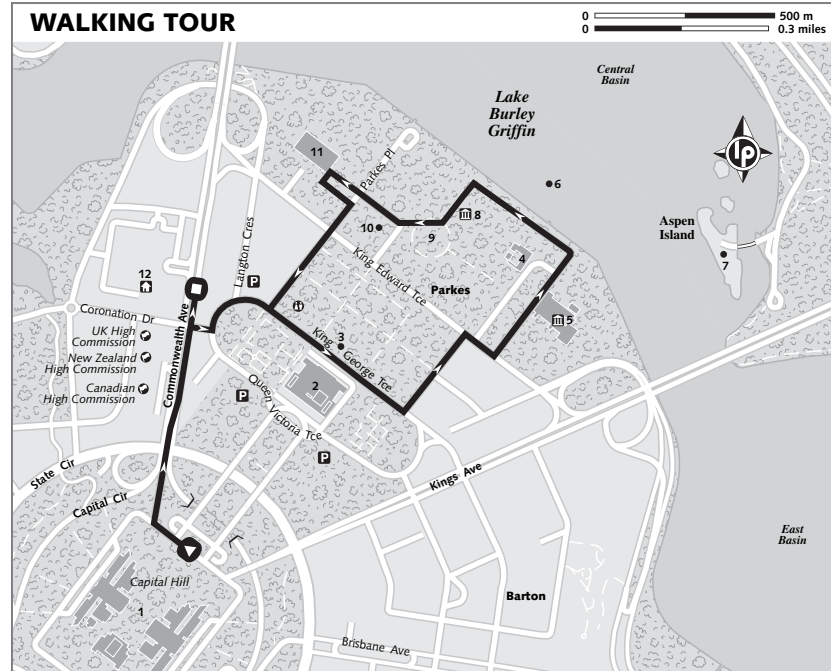 WALKING TOUR
0 500 m
0 0.3 miles
Central
Basin
Lake
Burley
Griffin
lp
11
Parkes Pl
6
8
10
9
Aspen
Island
Langton Cres
King Edward Tce
4
7
12
P
Parkes
Coronation Dr
UK High
Commission
New Zealand
High Commission
Canadian
High Commission
Commonwealth Ave
King George Tce
3
5
2
P
Queen Victoria Tce
P
State Cir
Capital Cir
Kings Ave
East
Basin
Capital Hill
1
Barton
Brisbane Ave